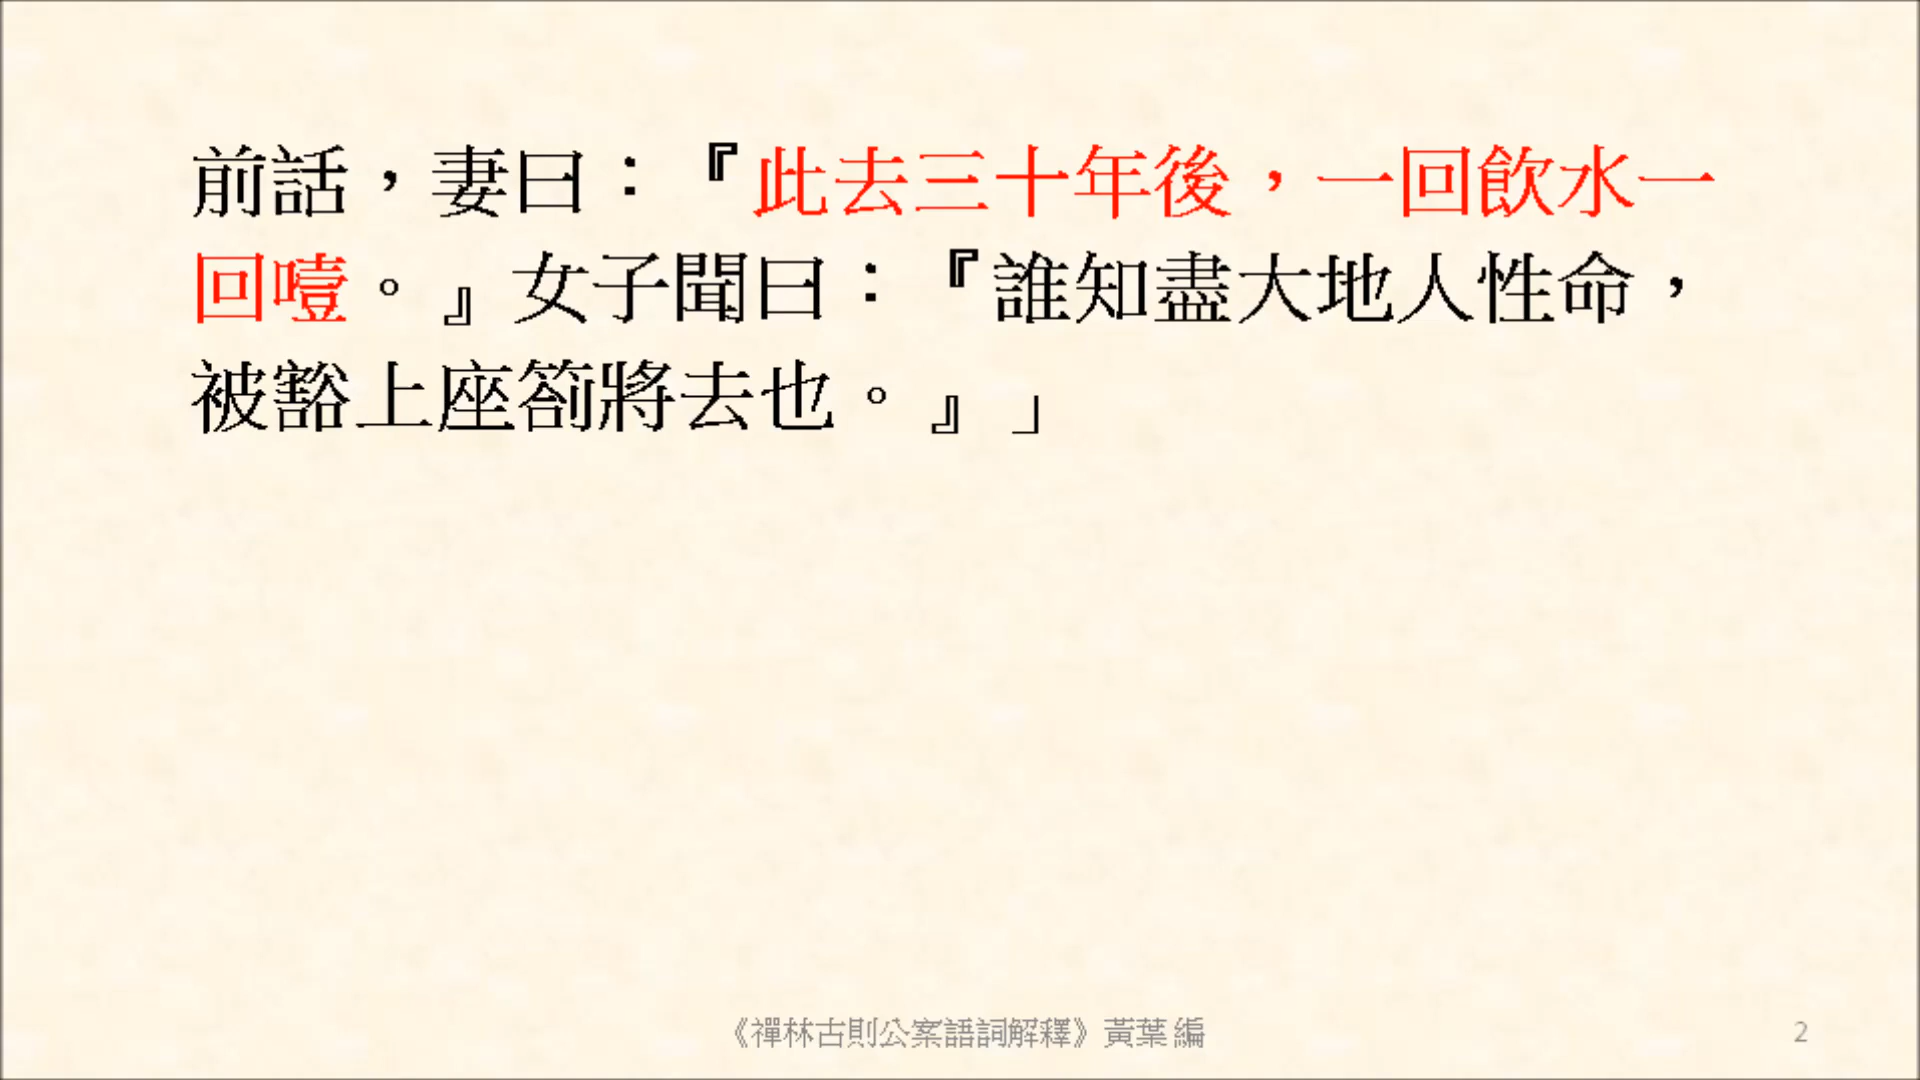 前話，妻曰：『此去三十年後，一回飲水一
回噎。』女子聞曰：『誰知盡大地人性命，
被豁上座劄將去也。』」
《禪林古則公案語詞解釋》黃葉 編
2